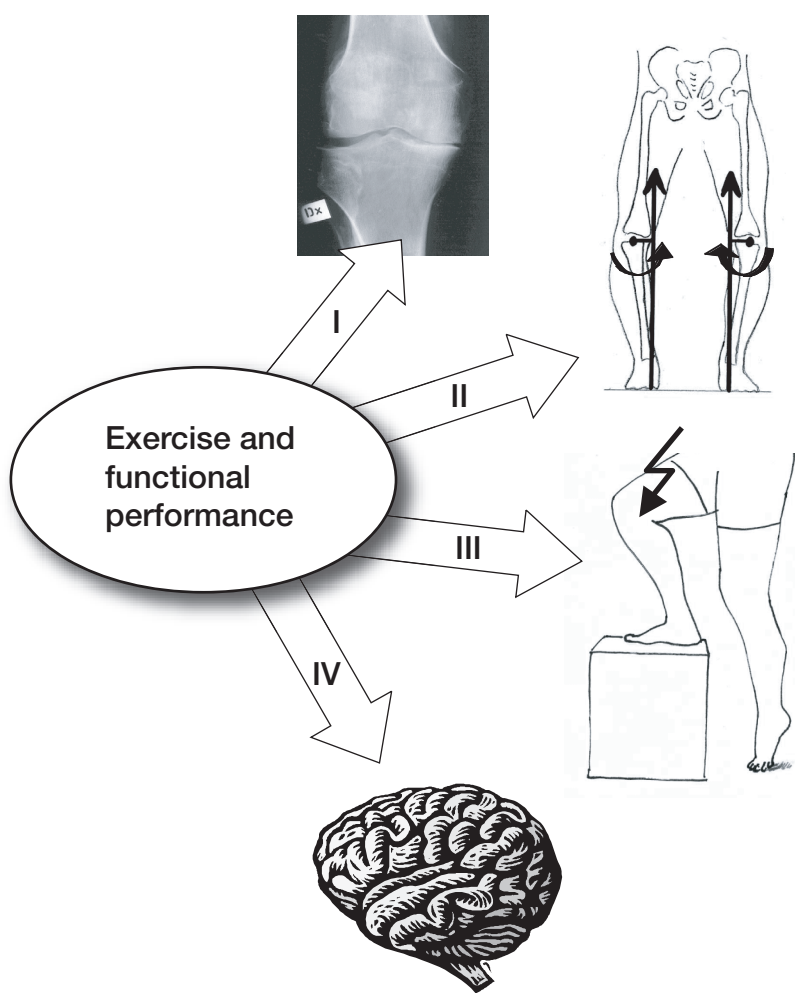 Dx
I
II
Exercise and
functional
performance
III
IV